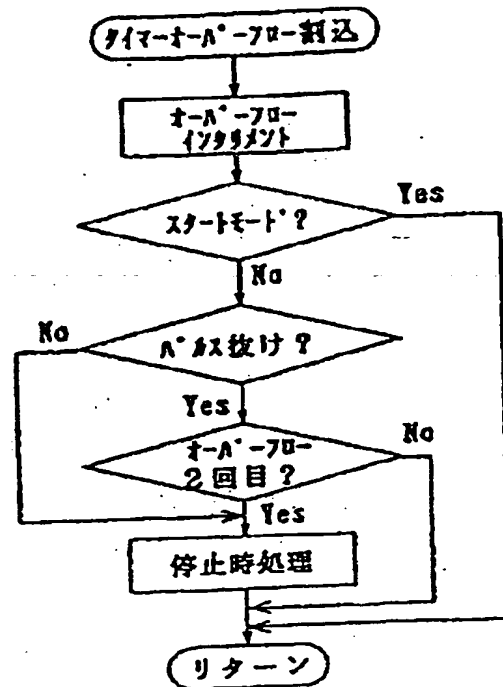 タイマーオーバーフロー割込
オーバーフロー
インクリメント
スタートモード?
Yes
No
パルス抜け?
No
Yes
オーバーフロー
2回目?
No
Yes
停止時処理
リターン